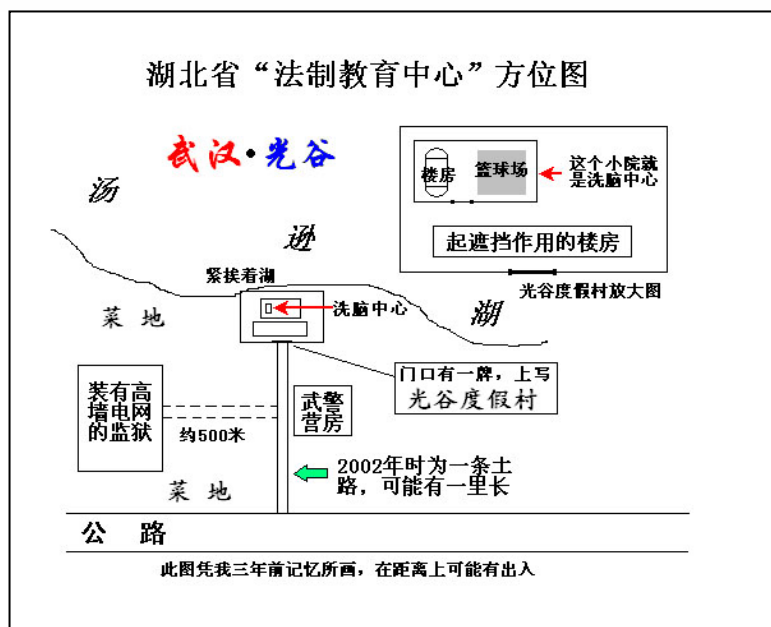 湖北省“法制教育中心”方位图
武汉·光谷
楼房
篮球场
这个小院就
是洗脑中心
起遮挡作用的楼房
光谷度假村放大图
汤
逊
湖
紧挨着湖
洗脑中心
菜 地
门口有一牌，上写
光谷度假村
装有高
墙电网
的监狱
约500米
武警
营房
2002年时为一条土
路，可能有一里长
菜 地
公 路
此图凭我三年前记忆所画，在距离上可能有出入